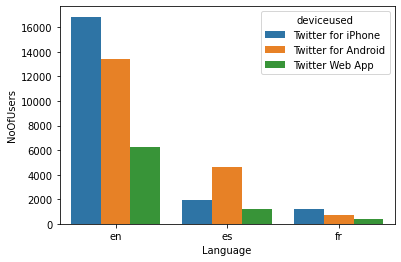 deviceused
Twitter for iPhone
Twitter for Android
Twitter Web App
NoOfUsers
16000
14000
12000
10000
8000
6000
4000
2000
0
en es fr
Language